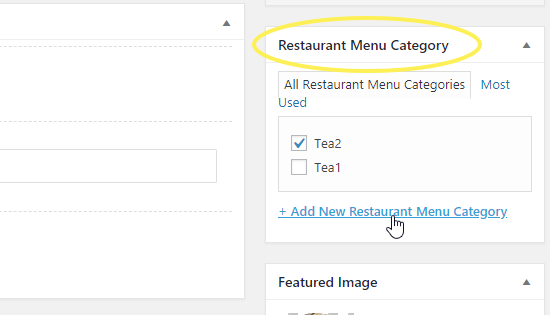 Restaurant Menu Category
All Restaurant Menu Categories Most
Used
Tea2
Tea1
+ Add New Restaurant Menu Category
Featured Image